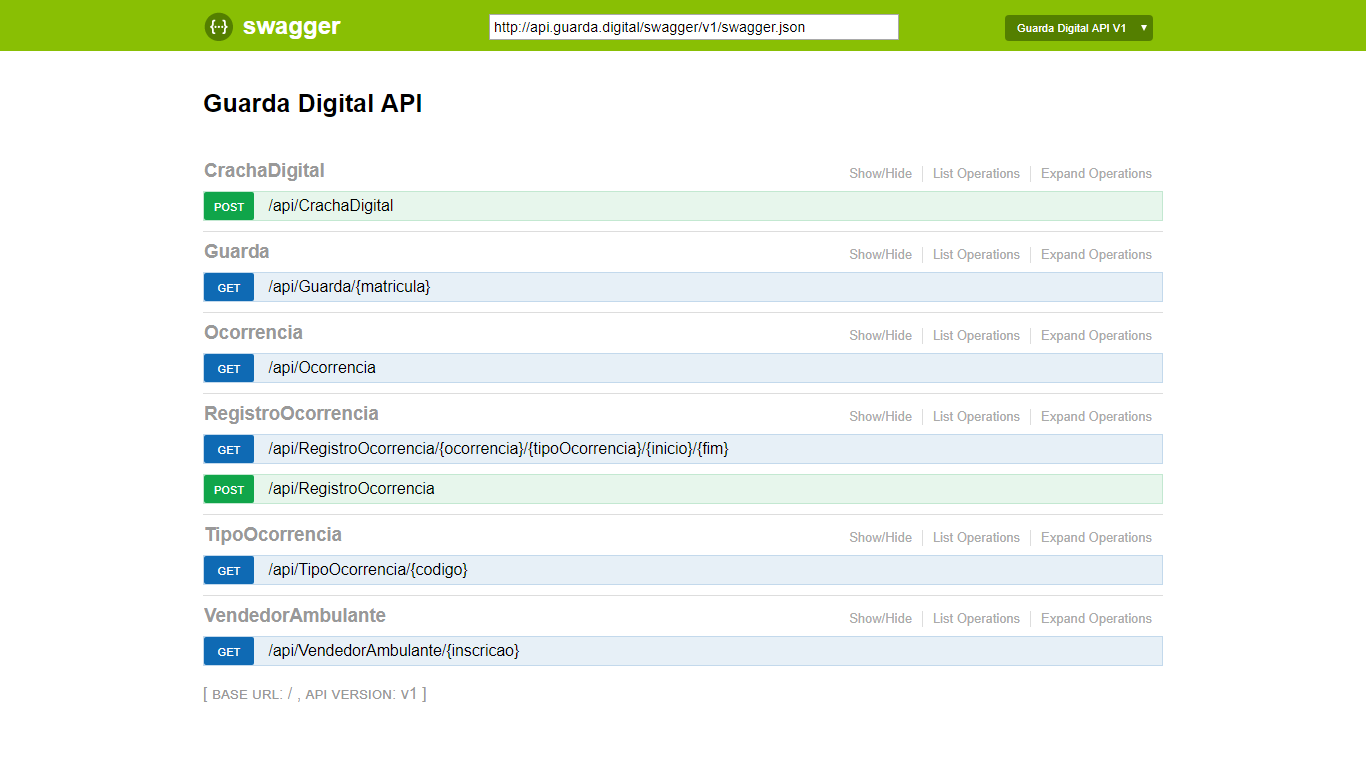 {···} swagger http://api.guarda.digital/swagger/v1/swagger.json Guarda Digital API V1 ▼
Guarda Digital API
CrachaDigital Show/Hide List Operations Expand Operations
POST /api/CrachaDigital
Guarda Show/Hide List Operations Expand Operations
GET /api/Guarda/{matricula}
Ocorrencia Show/Hide List Operations Expand Operations
GET /api/Ocorrencia
RegistroOcorrencia Show/Hide List Operations Expand Operations
GET /api/RegistroOcorrencia/{ocorrencia}/{tipoOcorrencia}/{inicio}/{fim}
POST /api/RegistroOcorrencia
TipoOcorrencia Show/Hide List Operations Expand Operations
GET /api/TipoOcorrencia/{codigo}
VendedorAmbulante Show/Hide List Operations Expand Operations
GET /api/VendedorAmbulante/{inscricao}
[ BASE URL: / , API VERSION: V1 ]